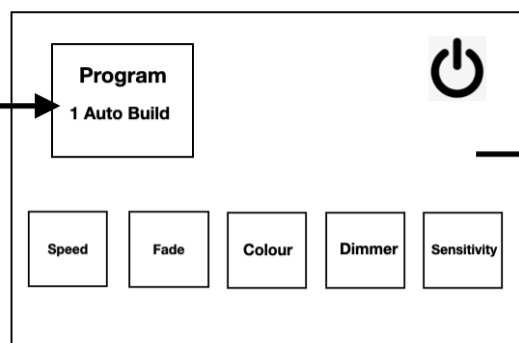 Program
1 Auto Build
Speed
Fade
Colour
Dimmer
Sensitivity